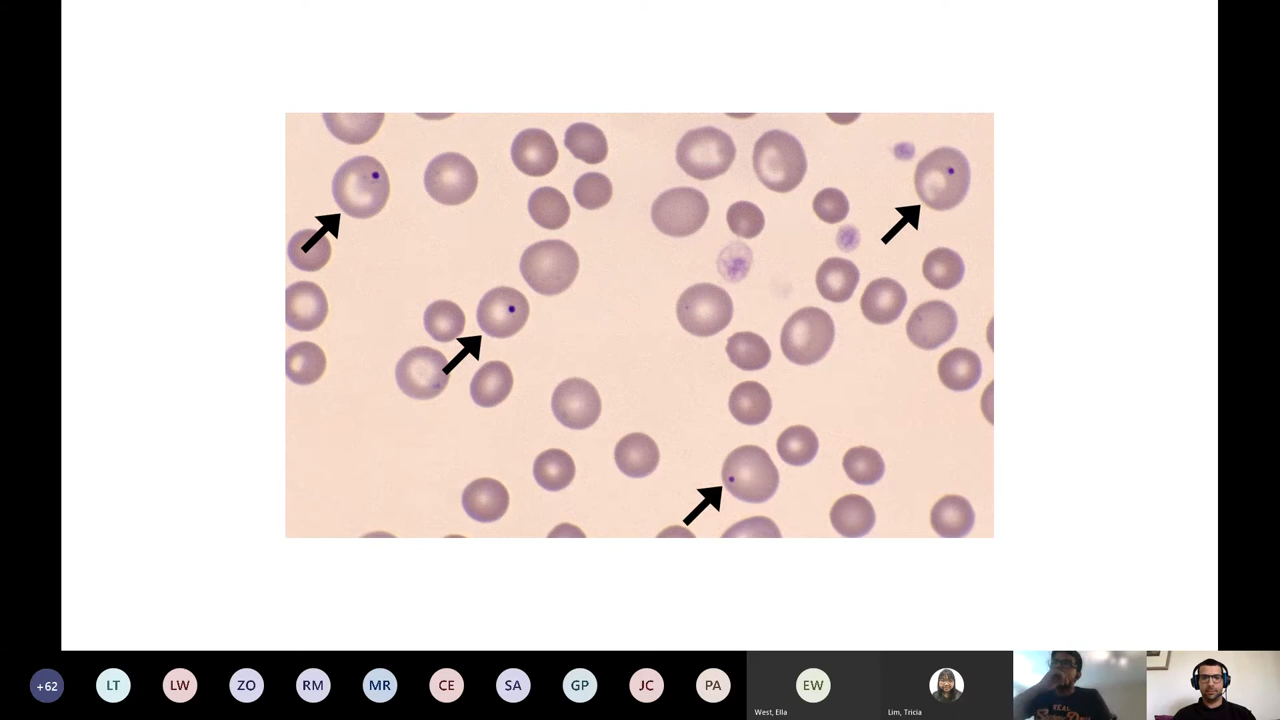 +62
LT
LW
ZO
RM
MR
CE
SA
GP
JC
PA
EW
West, Ella
Lim, Tricia